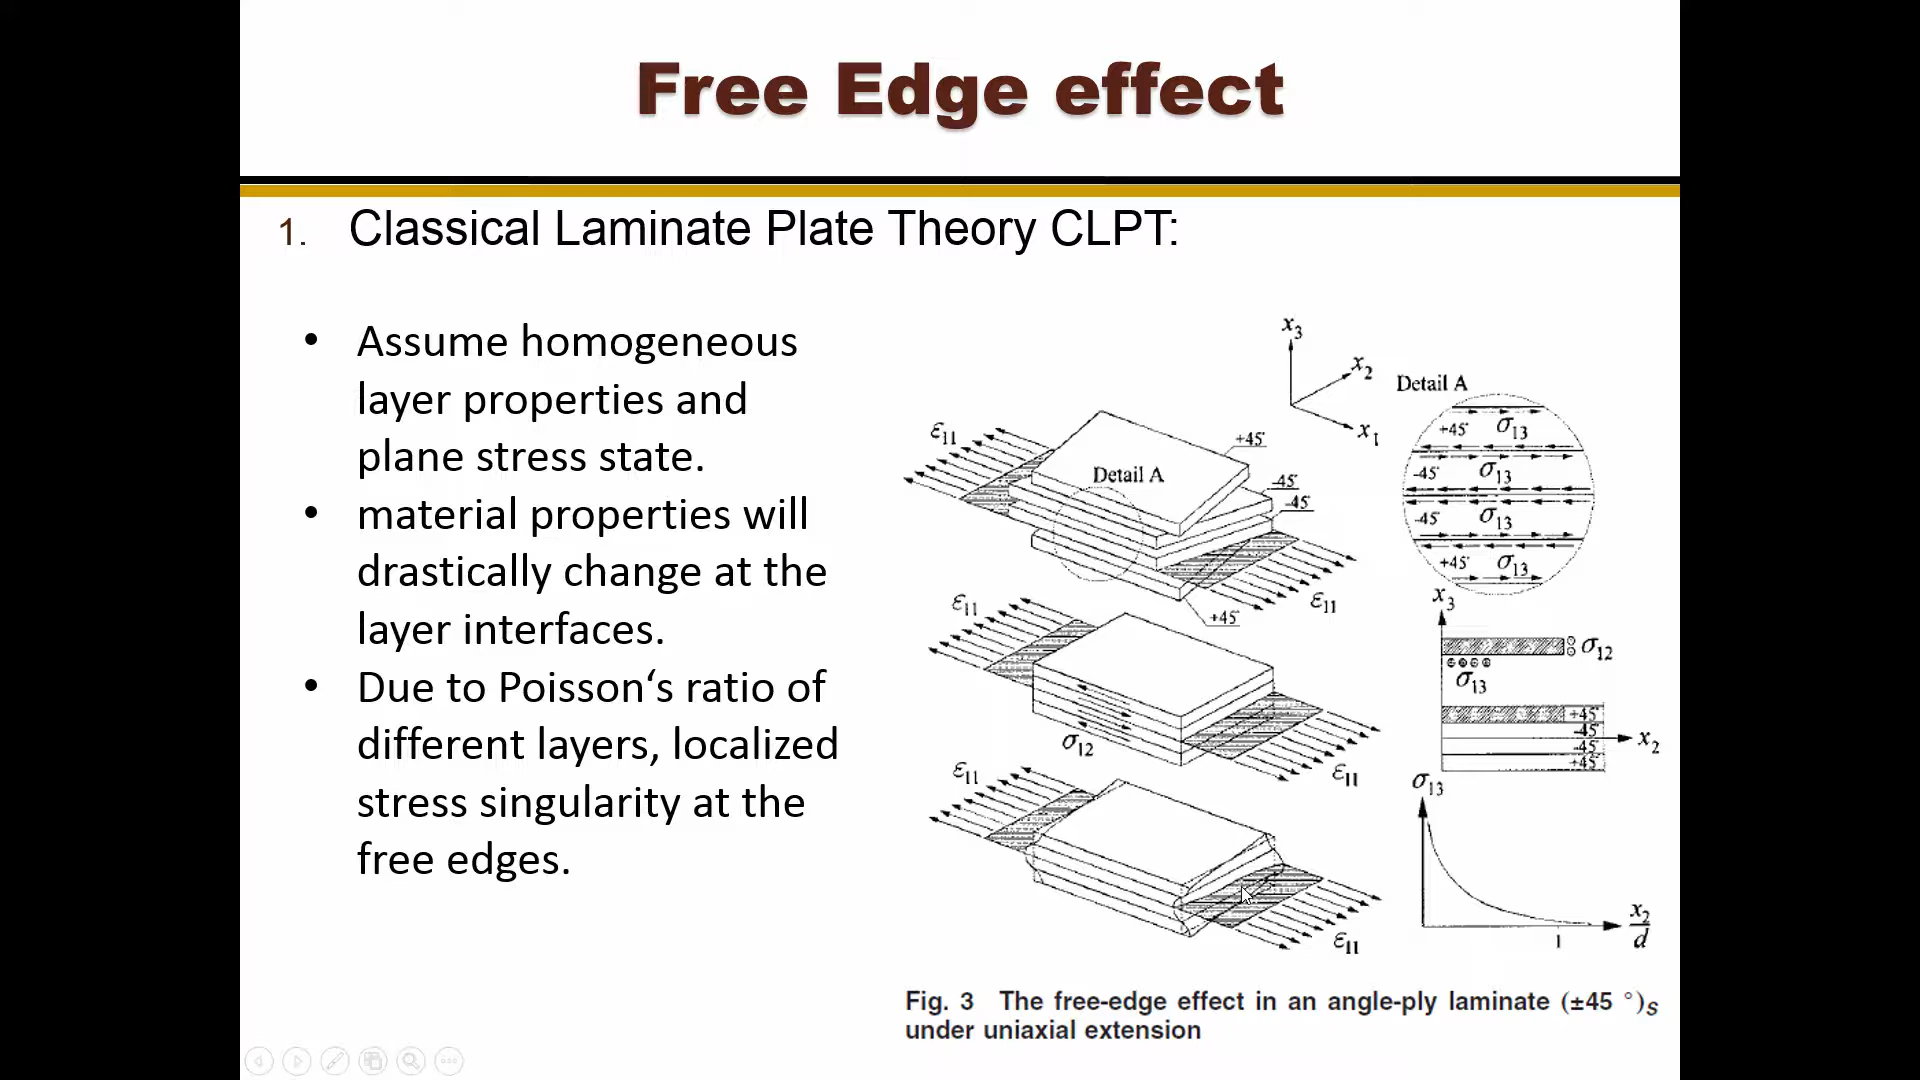 Free Edge effect
1. Classical Laminate Plate Theory CLPT:
• Assume homogeneous
layer properties and
plane stress state.
• material properties will
drastically change at the
layer interfaces.
• Due to Poisson‘s ratio of
different layers, localized
stress singularity at the
free edges.
x3
x2
x1
Detail A
ε11
+45°
Detail A
-45°
-45°
ε11
+45°
+45° σ13
-45° σ13
-45° σ13
+45° σ13
ε11
σ12
ε11
x3
σ12
σ13
+45°
-45°
-45°
+45°
x2
ε11
ε11
σ13
1
x2/d
Fig. 3 The free-edge effect in an angle-ply laminate (±45 °)S
under uniaxial extension